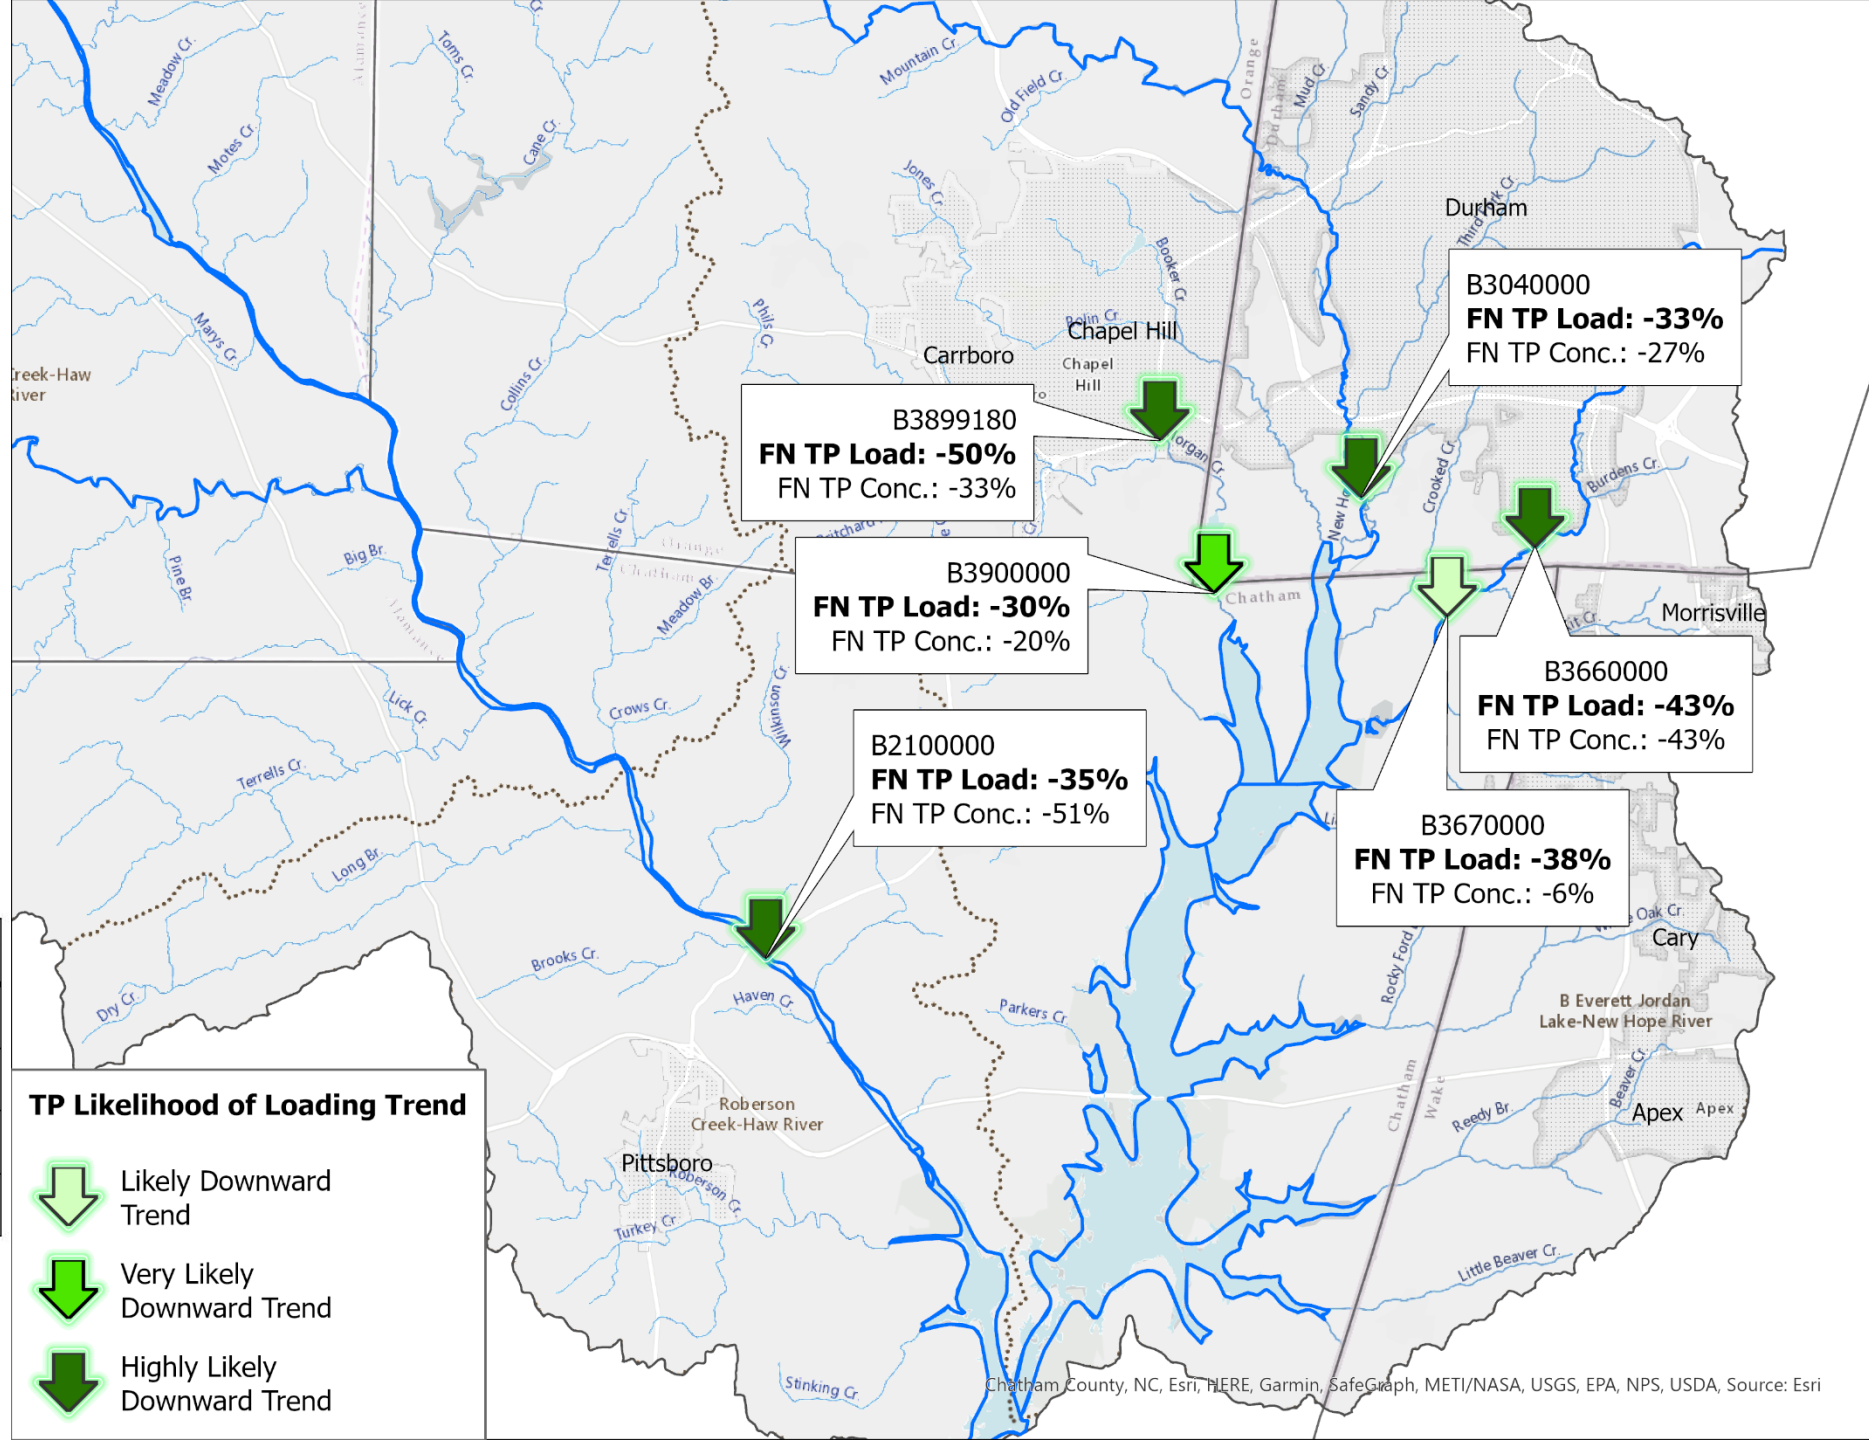 Meadow Cr.
Toms Cr.
Cr.
Mountain Cr.
Old Field Cr.
Orange
Durham
Mud Cr.
Sandy Cr.
Motes Cr.
Cane Cr.
Alamance
Jones Cr.
Durham
Booker Cr.
Marys Cr.
Phils Cr.
Bolin Cr.
Chapel Hill
Carrboro
Chapel
Hill
Collins Cr.
B3040000
FN TP Load: -33%
FN TP Conc.: -27%
B3899180
FN TP Load: -50%
FN TP Conc.: -33%
Crooked Cr.
Burdens Cr.
Terrells Cr.
Big Br.
Pine Br.
Orange
Chatham
Meadow Br.
Alamance
B3900000
FN TP Load: -30%
FN TP Conc.: -20%
Chatham
Morrisville
B3660000
FN TP Load: -43%
FN TP Conc.: -43%
Lick Cr.
Crows Cr.
Wilkinson Cr.
Terrells Cr.
B2100000
FN TP Load: -35%
FN TP Conc.: -51%
B3670000
FN TP Load: -38%
FN TP Conc.: -6%
Long Br.
Oak Cr.
Cary
Brooks Cr.
Haven Cr.
Dry Cr.
Parkers Cr.
Rocky Ford
B Everett Jordan
Lake-New Hope River
Beaver Cr.
Chatham
Wake
Reedy Br.
Apex
Apex
Roberson
Creek-Haw River
Pittsboro
Roberson Cr.
Turkey Cr.
Little Beaver Cr.
Stinking Cr.
TP Likelihood of Loading Trend
Likely Downward
Trend
Very Likely
Downward Trend
Highly Likely
Downward Trend
Chatham County, NC, Esri, HERE, Garmin, SafeGraph, METI/NASA, USGS, EPA, NPS, USDA, Source: Esri